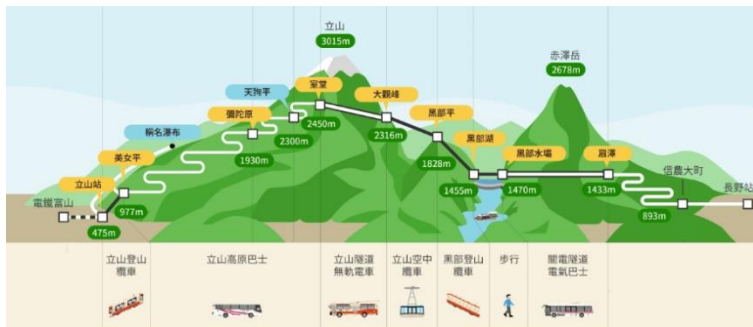 立山
3015m
赤澤岳
2678m
天狗平
室堂
大觀峰
彌陀原
黑部平
稱名瀑布
2450m
2316m
2300m
美女平
1930m
1828m
黑部湖
黑部水壩
扇澤
立山站
977m
1455m
1470m
1433m
信濃大町
電鐵富山
長野站
475m
893m
立山登山
纜車
立山高原巴士
立山隧道
無軌電車
立山空中
纜車
黑部登山
纜車
步行
關電隧道
電氣巴士